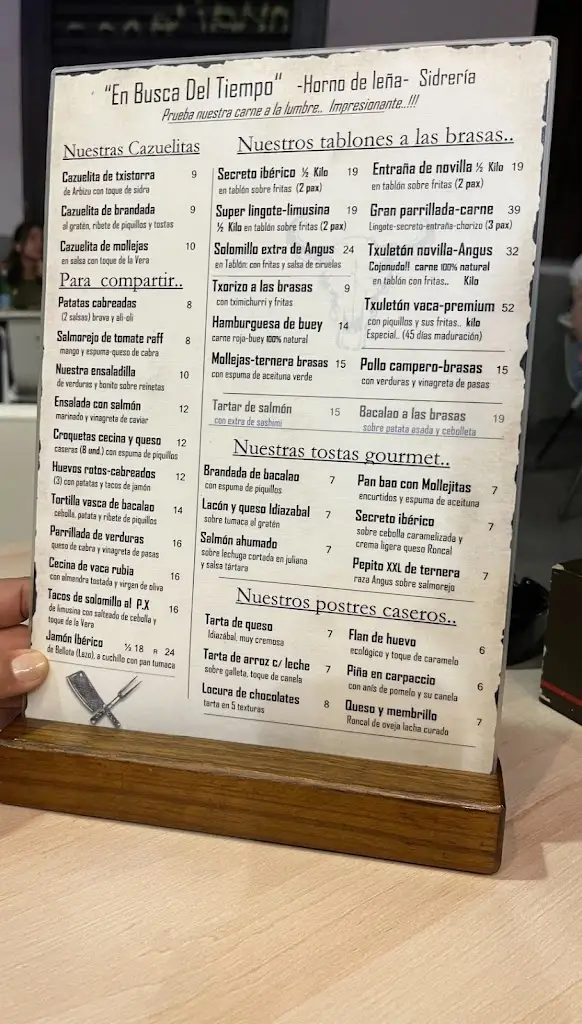 "En Busca Del Tiempo" -Horno de leña- Sidrería
Prueba nuestra carne a la lumbre.. Impresionante..!!!
Nuestras Cazuelitas
Cazuelita de txistorra 9
de Arbizu con toque de sidra
Cazuelita de brandada 9
al gratén, ribete de piquillos y tostas
Cazuelita de mollejas 10
en salsa con toque de la Vera
Para compartir..
Patatas cabreadas 8
(2 salsas) brava y ali-oli
Salmorejo de tomate raff 8
mango y espuma-queso de cabra
Nuestra ensaladilla 10
de verduras y bonito sobre reinetas
Ensalada con salmón 12
marinado y vinagreta de caviar
Croquetas cecina y queso 12
caseras (8 und.) con espuma de piquillos
Huevos rotos-cabreados 12
(3) con patatas y tacos de jamón
Tortilla vasca de bacalao 14
cebolla, patata y ribete de piquillos
Parrillada de verduras 16
queso de cabra y vinagreta de pasas
Cecina de vaca rubia 16
con almendra tostada y virgen de oliva
Tacos de solomillo al P.X 16
de limusina con salteado de cebolla y
toque de la Vera
Jamón Ibérico ½ 18 R 24
de Bellota (Lazo), a cuchillo con pan tumaca
Nuestros tablones a las brasas..
Secreto ibérico ½ Kilo 19
en tablón sobre fritas (2 pax)
Super lingote-limusina 19
½ Kilo en tablón sobre fritas (2 pax)
Solomillo extra de Angus 24
en Tablón: con fritas y salsa de ciruelas
Txorizo a las brasas 9
con tximichurri y fritas
Hamburguesa de buey 14
carne roja-buey 100% natural
Mollejas-ternera brasas 15
con espuma de aceituna verde
Tartar de salmón 15
con extra de sashimi
Entraña de novilla ½ Kilo 19
en tablón sobre fritas (2 pax)
Gran parrillada-carne 39
Lingote-secreto-entraña-chorizo (3 pax)
Txuletón novilla-Angus 32
Cojonudo!! carne 100% natural
en tablón con fritas.. Kilo
Txuletón vaca-premium 52
con piquillos y sus fritas.. kilo
Especial.. (45 días maduración)
Pollo campero-brasas 15
con verduras y vinagreta de pasas
Bacalao a las brasas 19
sobre patata asada y cebolleta
Nuestras tostas gourmet..
Brandada de bacalao 7
con espuma de piquillos
Lacón y queso Idiazabal 7
sobre tumaca al gratén
Salmón ahumado 7
sobre lechuga cortada en juliana
y salsa tártara
Pan bao con Mollejitas 7
encurtidos y espuma de aceituna
Secreto ibérico 7
sobre cebolla caramelizada y
crema ligera queso Roncal
Pepito XXL de ternera 7
raza Angus sobre salmorejo
Nuestros postres caseros..
Tarta de queso 7
Idiazábal, muy cremosa
Tarta de arroz c/ leche 7
sobre galleta, toque de canela
Locura de chocolates 8
tarta en 5 texturas
Flan de huevo 6
ecológico y toque de caramelo
Piña en carpaccio 6
con anís de pomelo y su canela
Queso y membrillo 7
Roncal de oveja lacha curado